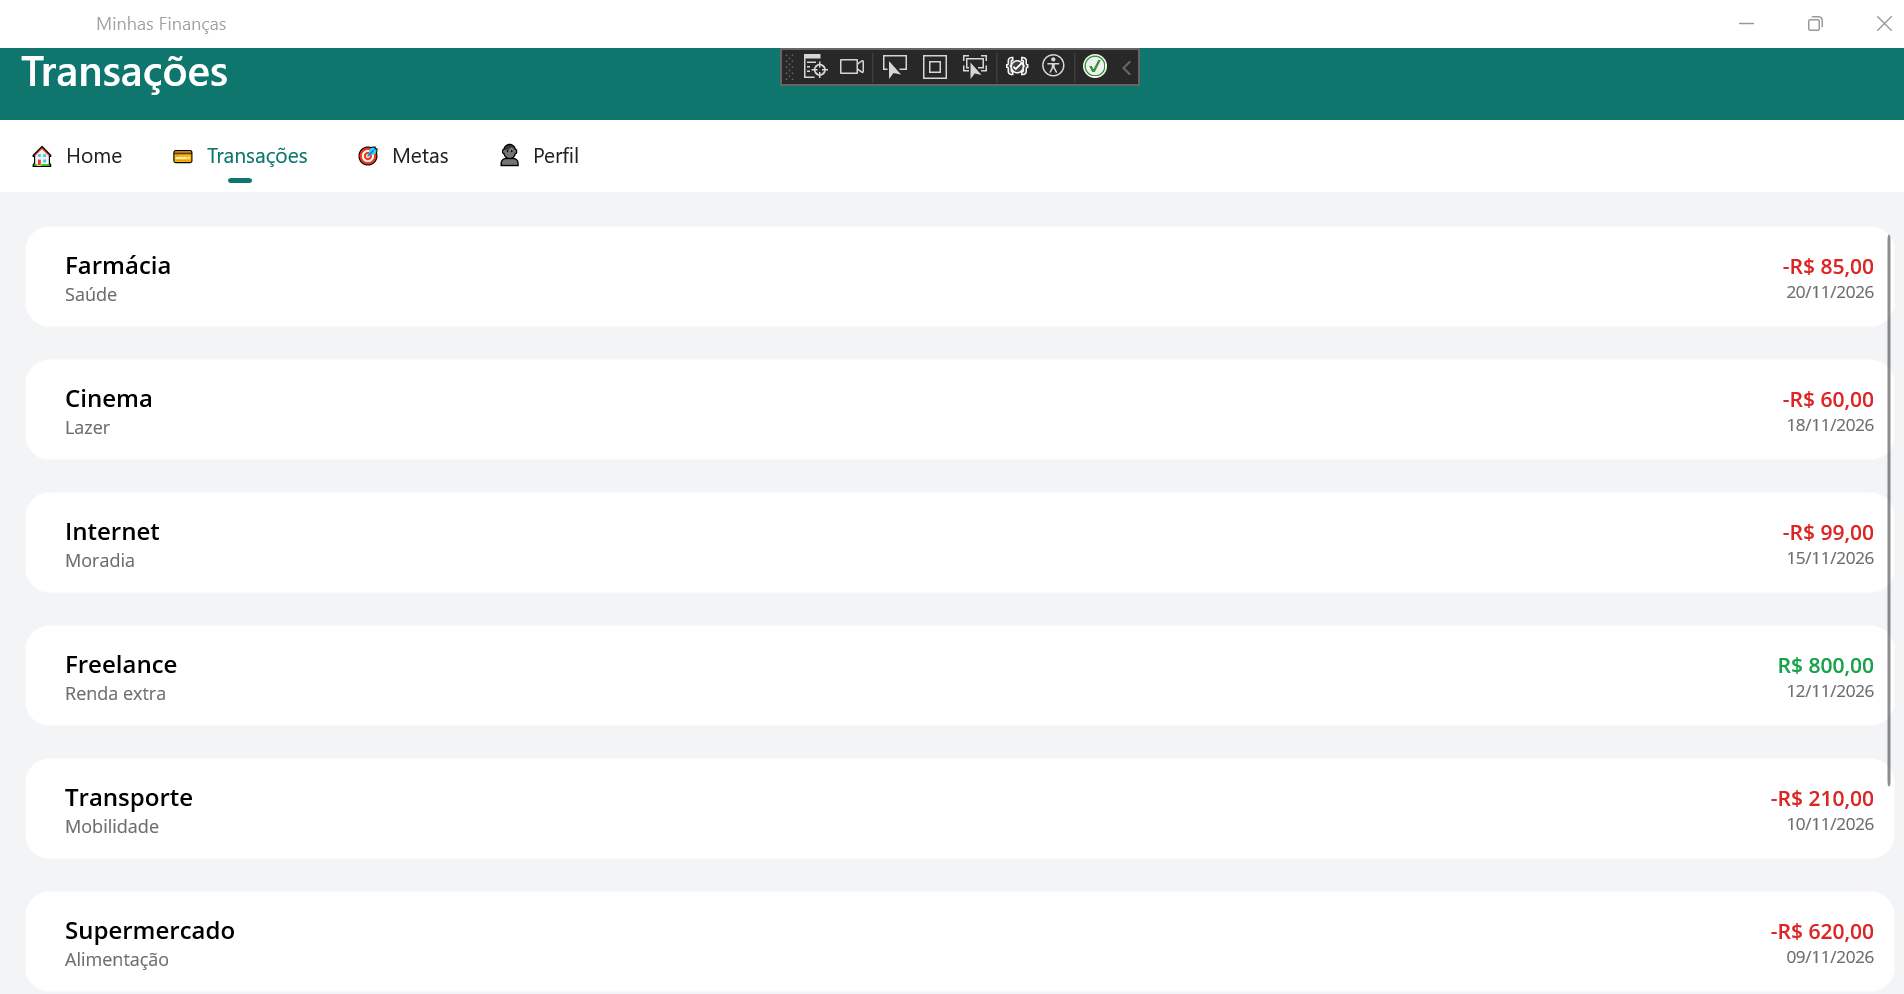 Minhas Finanças
Transações
Home
Transações
Metas
Perfil
Farmácia
-R$ 85,00
Saúde
20/11/2026
Cinema
-R$ 60,00
Lazer
18/11/2026
Internet
-R$ 99,00
Moradia
15/11/2026
Freelance
R$ 800,00
Renda extra
12/11/2026
Transporte
-R$ 210,00
Mobilidade
10/11/2026
Supermercado
-R$ 620,00
Alimentação
09/11/2026